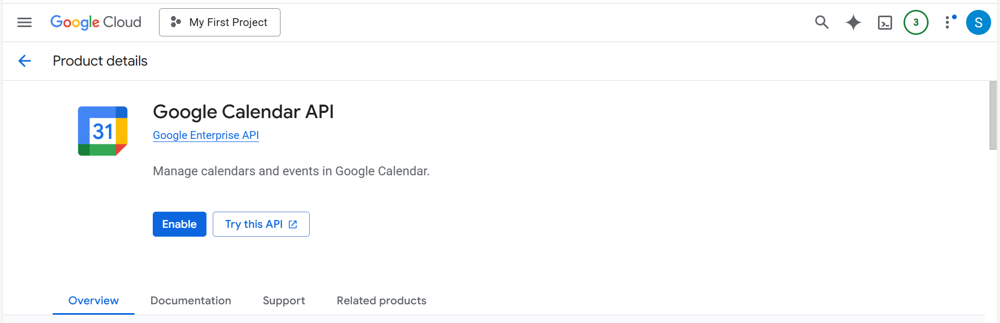 Google Cloud
My First Project
3
S
Product details
31
Google Calendar API
Google Enterprise API
Manage calendars and events in Google Calendar.
Enable
Try this API
Overview
Documentation
Support
Related products